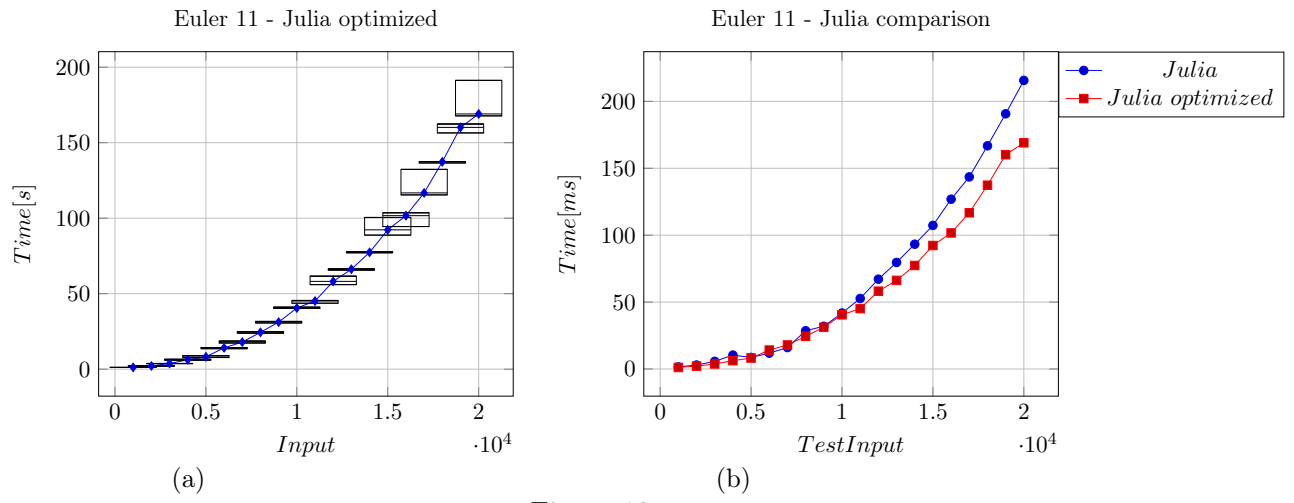 Euler 11 - Julia optimized
200
150
100
50
0
0
0.5
1
1.5
2
·10^4
Time[s]
Input
(a)
Euler 11 - Julia comparison
200
150
100
50
0
0
0.5
1
1.5
2
·10^4
Time[ms]
TestInput
(b)
Julia
Julia optimized